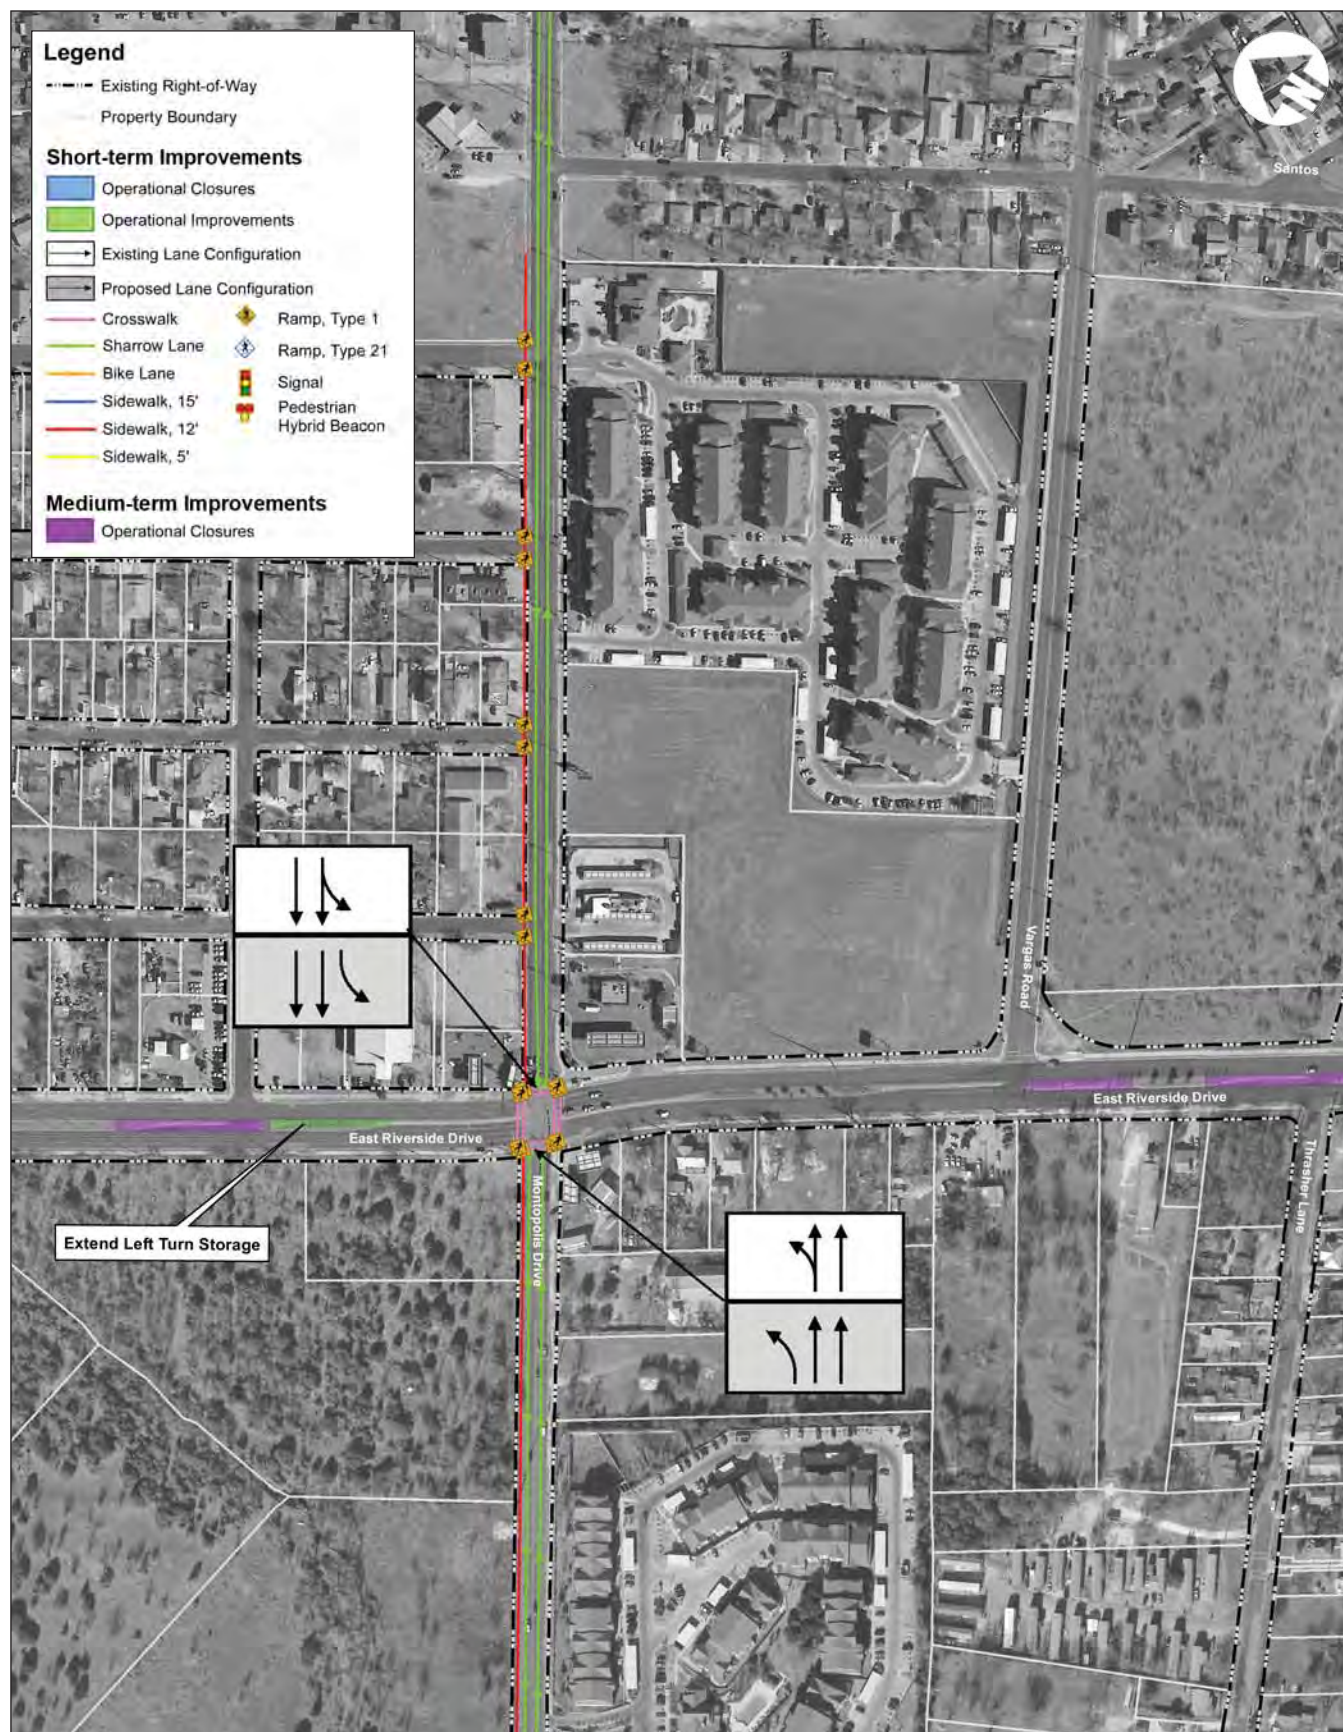 Legend
Existing Right-of-Way
Property Boundary
Short-term Improvements
Operational Closures
Operational Improvements
Existing Lane Configuration
Proposed Lane Configuration
Crosswalk
Sharrow Lane
Bike Lane
Sidewalk, 15'
Sidewalk, 12'
Sidewalk, 5'
Ramp, Type 1
Ramp, Type 21
Signal
Pedestrian
Hybrid Beacon
Medium-term Improvements
Operational Closures
N
Santos
Vargas Road
East Riverside Drive
East Riverside Drive
Montopolis Drive
Thrasher Lane
Extend Left Turn Storage